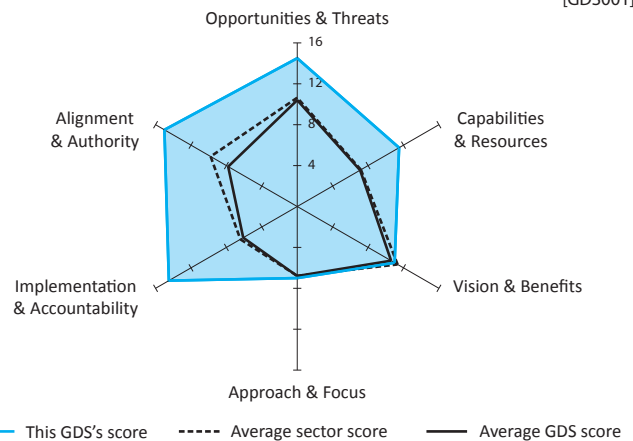 [GDS001]
Opportunities & Threats
16
12
8
4
Alignment
& Authority
Capabilities
& Resources
Implementation
& Accountability
Vision & Benefits
Approach & Focus
This GDS's score
Average sector score
Average GDS score